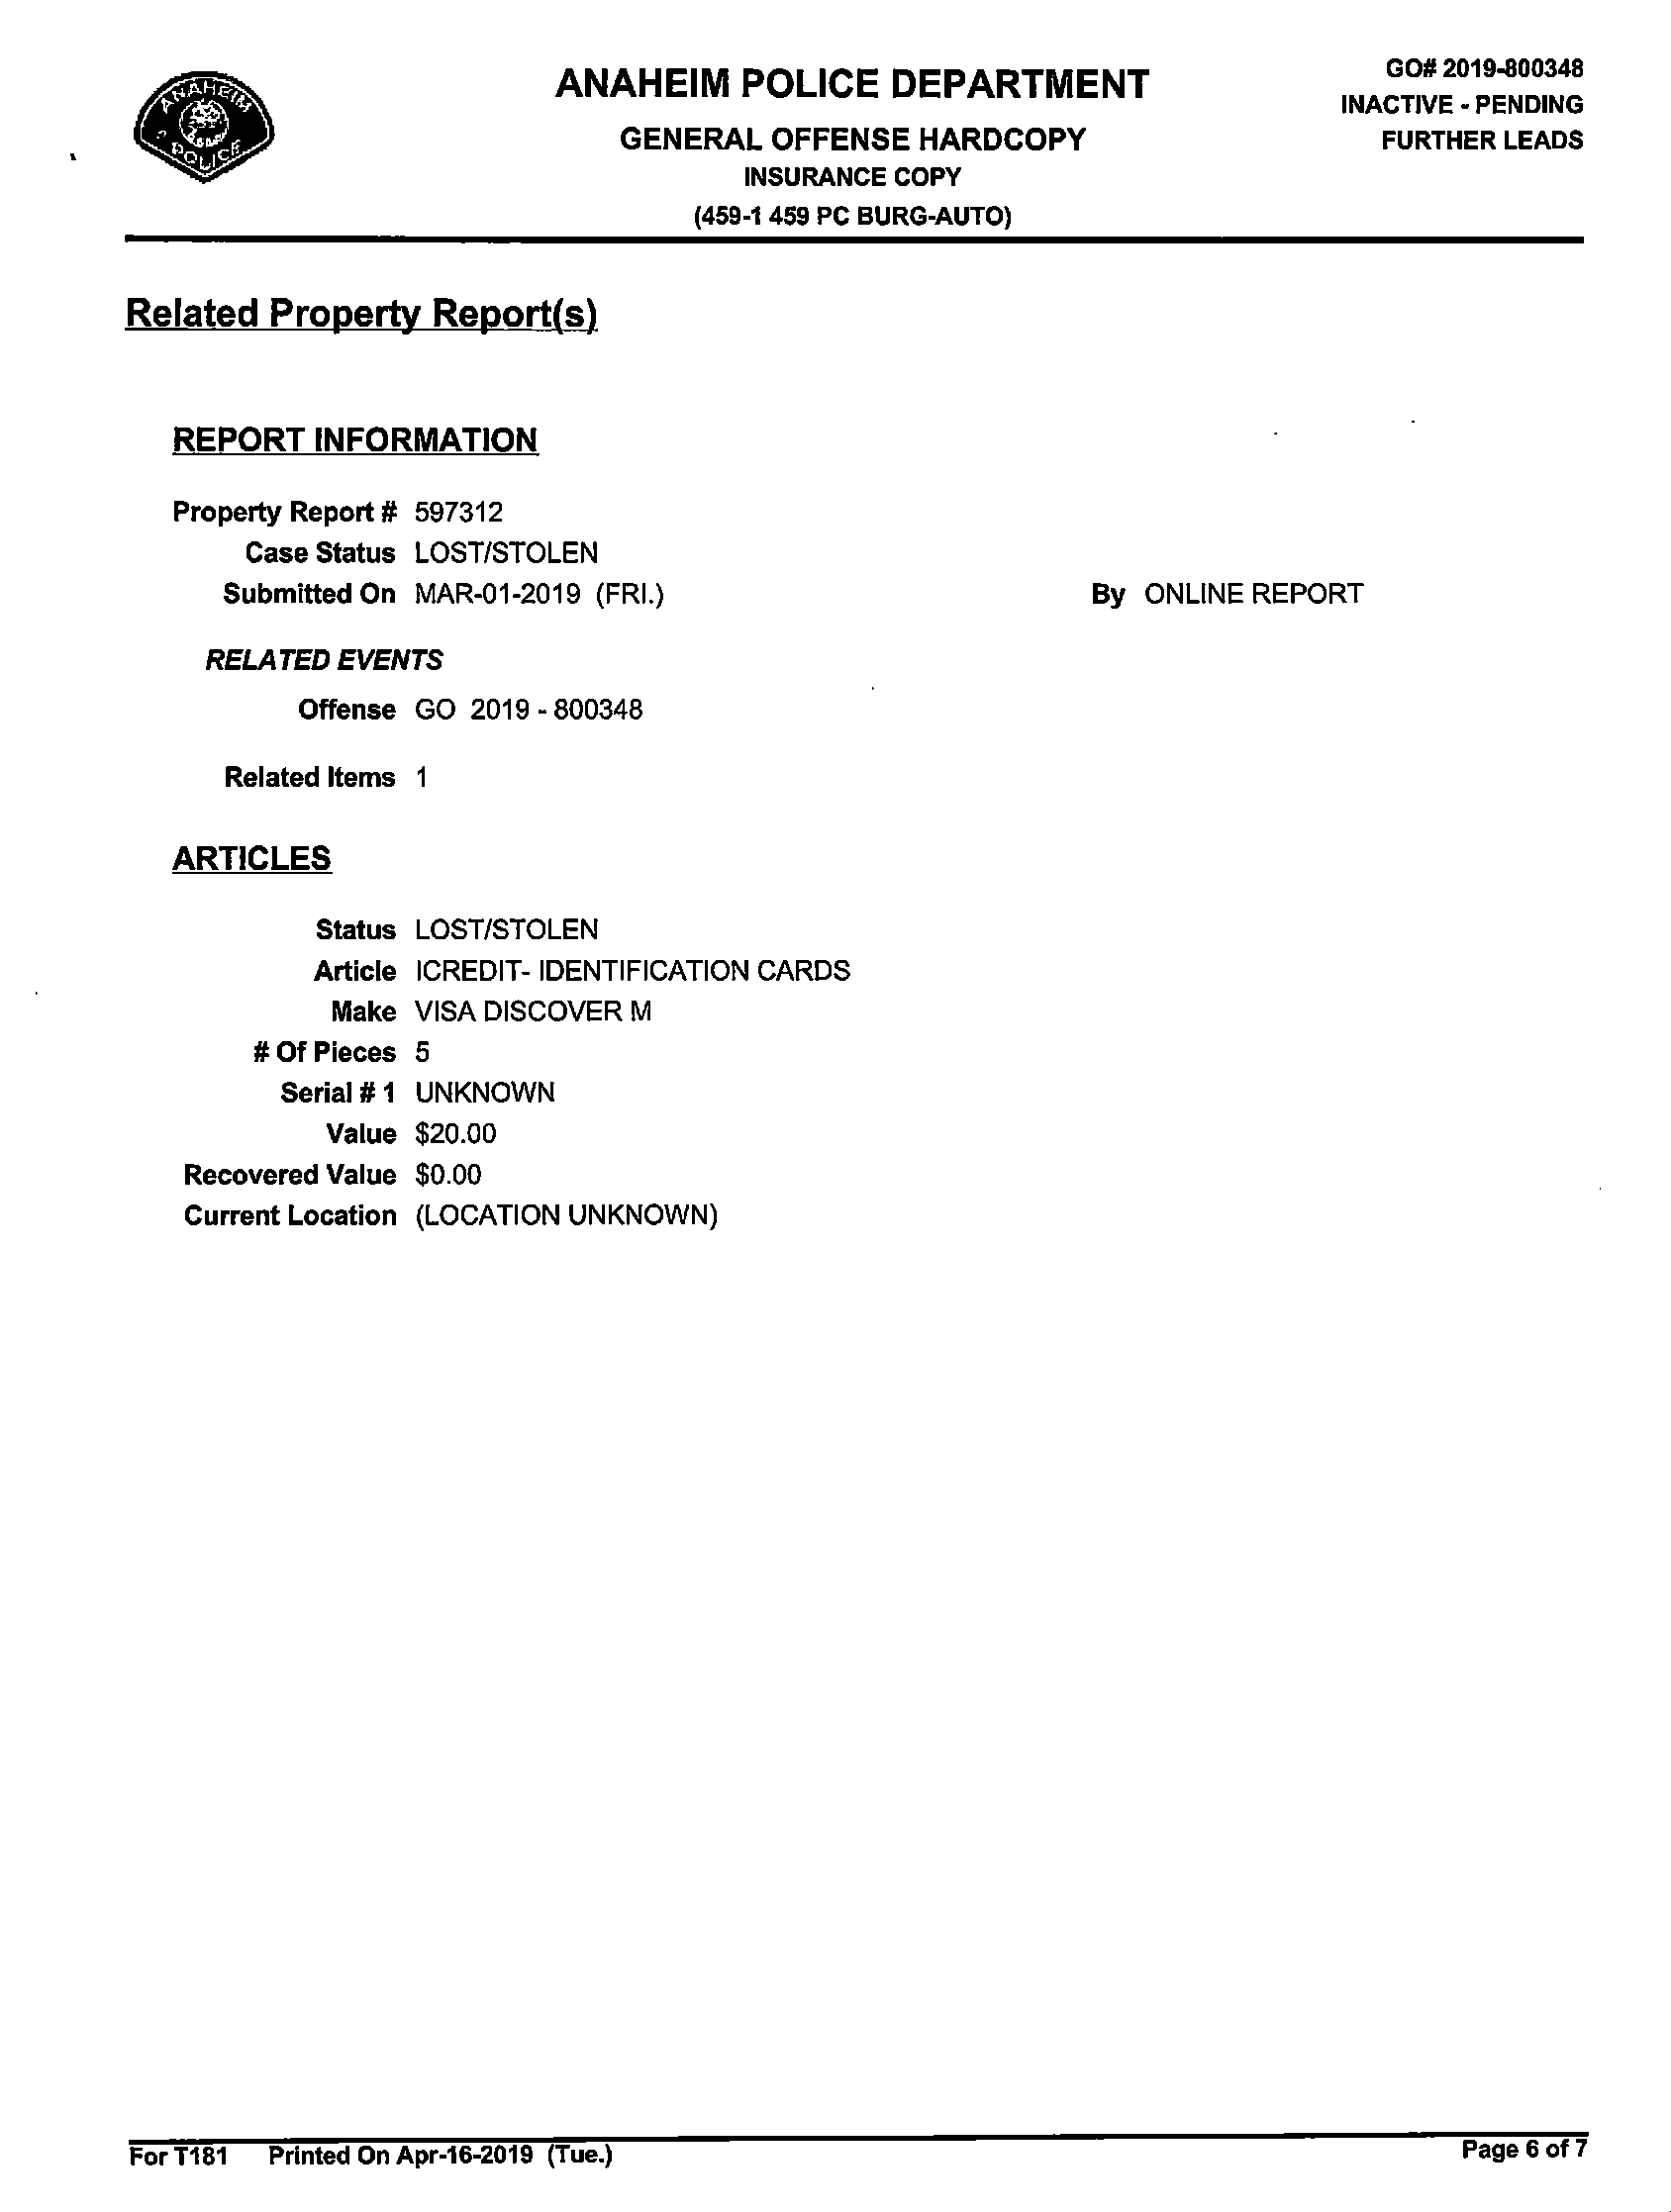 ANAHEIM
POLICE
ANAHEIM POLICE DEPARTMENT
GENERAL OFFENSE HARDCOPY
INSURANCE COPY
(459-1 459 PC BURG-AUTO)
GO# 2019-800348
INACTIVE - PENDING
FURTHER LEADS
Related Property Report(s)
REPORT INFORMATION
Property Report # 597312
Case Status LOST/STOLEN
Submitted On MAR-01-2019 (FRI.) By ONLINE REPORT
RELATED EVENTS
Offense GO 2019 - 800348
Related Items 1
ARTICLES
Status LOST/STOLEN
Article ICREDIT- IDENTIFICATION CARDS
Make VISA DISCOVER M
# Of Pieces 5
Serial # 1 UNKNOWN
Value $20.00
Recovered Value $0.00
Current Location (LOCATION UNKNOWN)
For T181 Printed On Apr-16-2019 (Tue.) Page 6 of 7